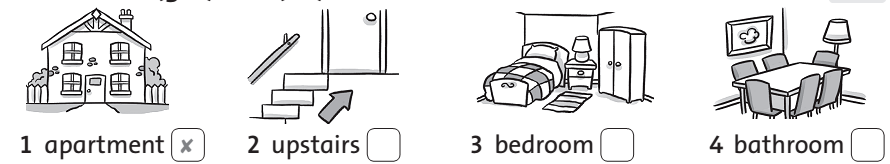 1 apartment ✘ 2 upstairs 3 bedroom 4 bathroom